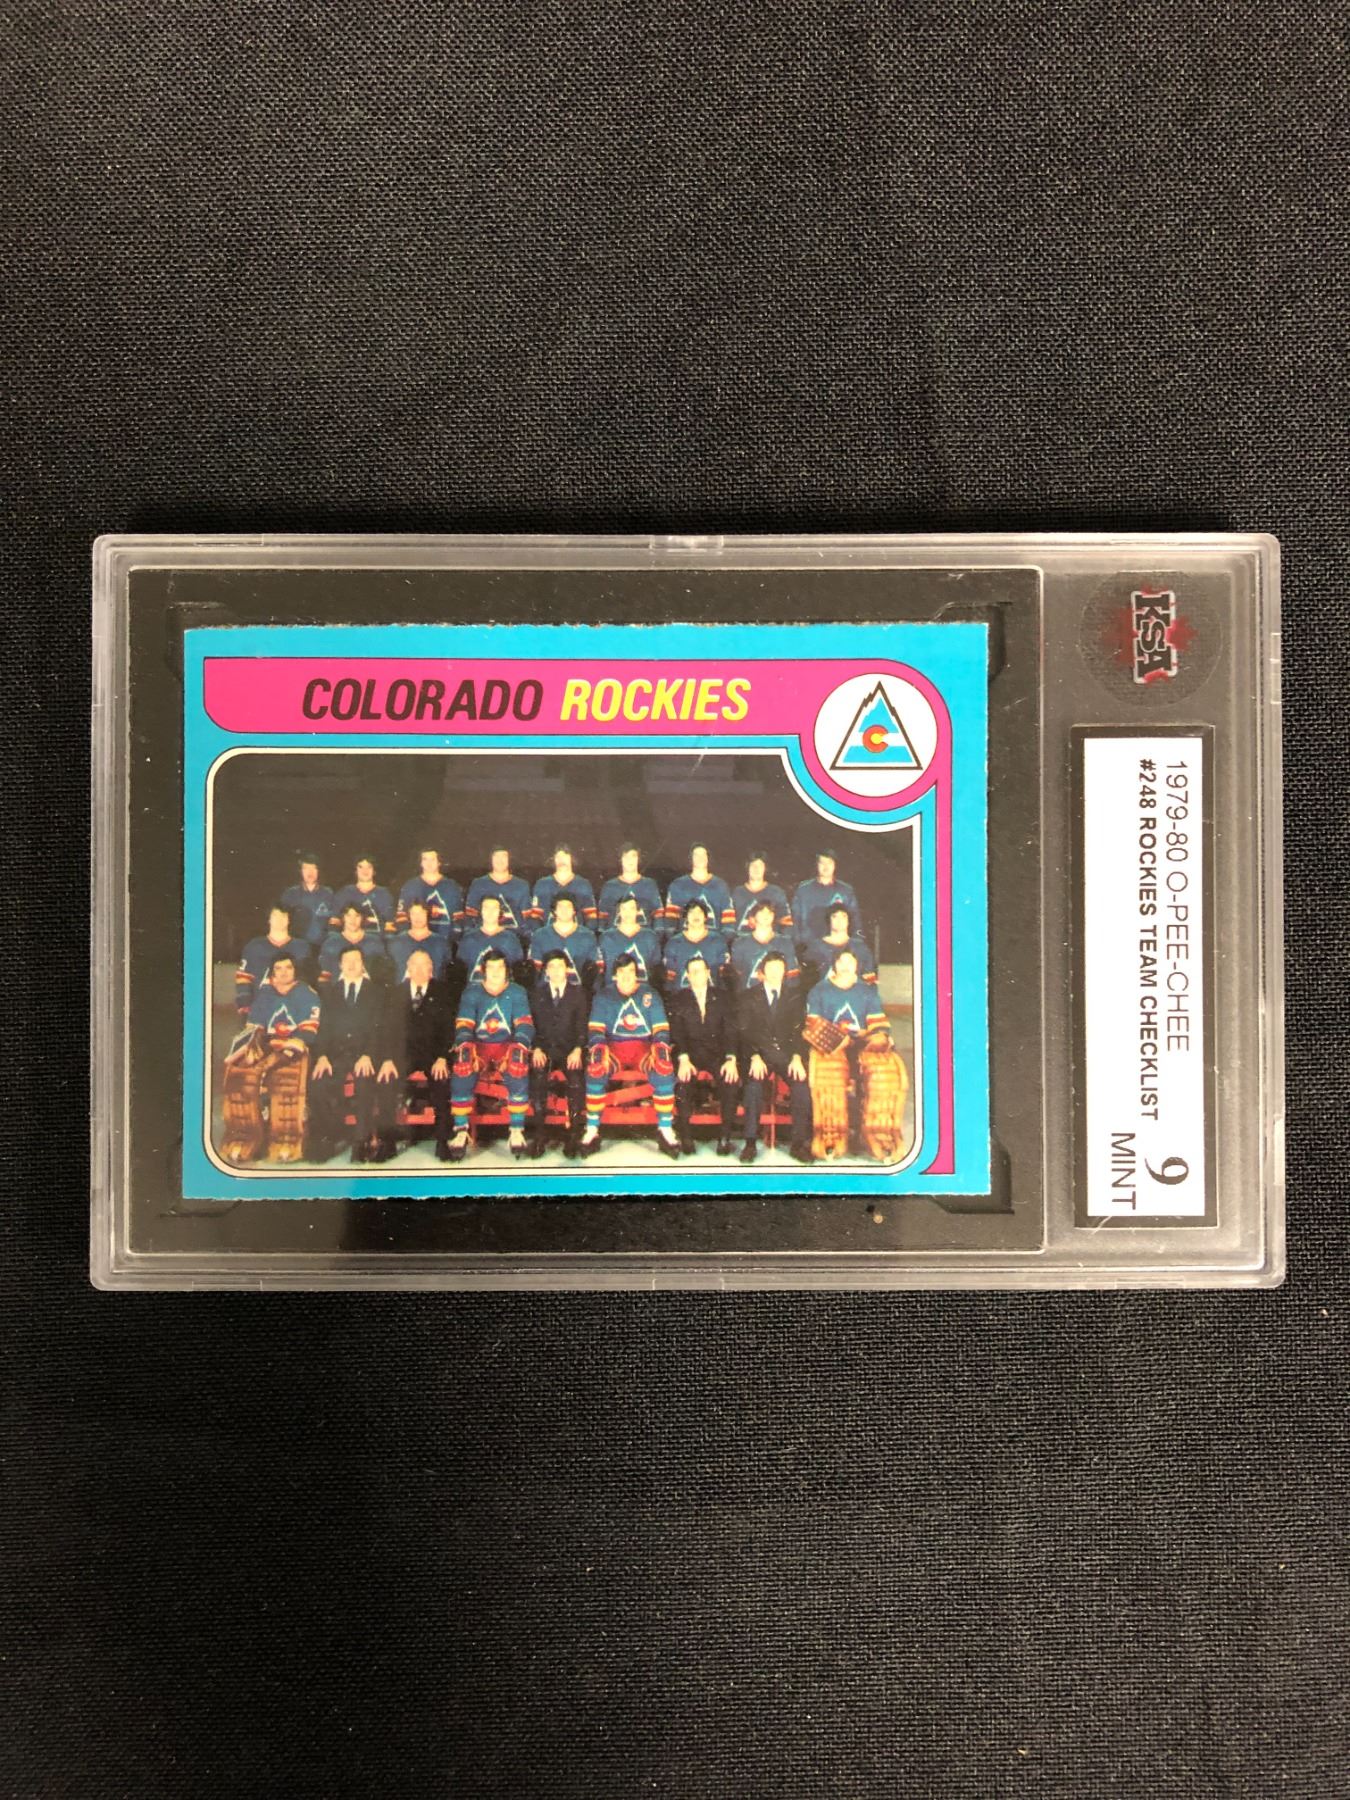 COLORADO ROCKIES
C
KSA
1979-80 O-PEE-CHEE
#248 ROCKIES TEAM CHECKLIST
9
MINT